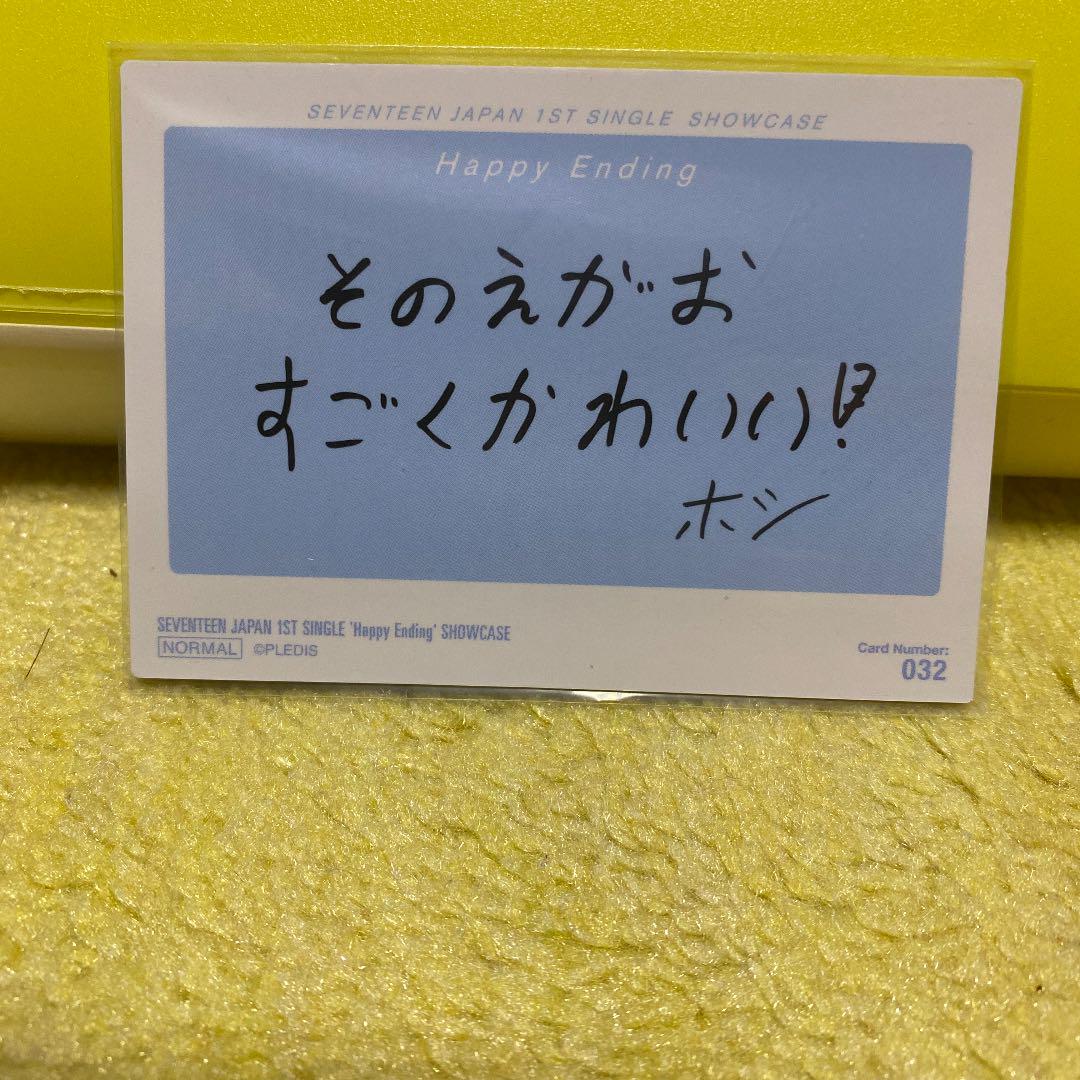 SEVENTEEN JAPAN 1ST SINGLE SHOWCASE
Happy Ending
そのえがお
すごくかわいい!
ホシ
SEVENTEEN JAPAN 1ST SINGLE 'Happy Ending' SHOWCASE
NORMAL ©PLEDIS
Card Number:
032